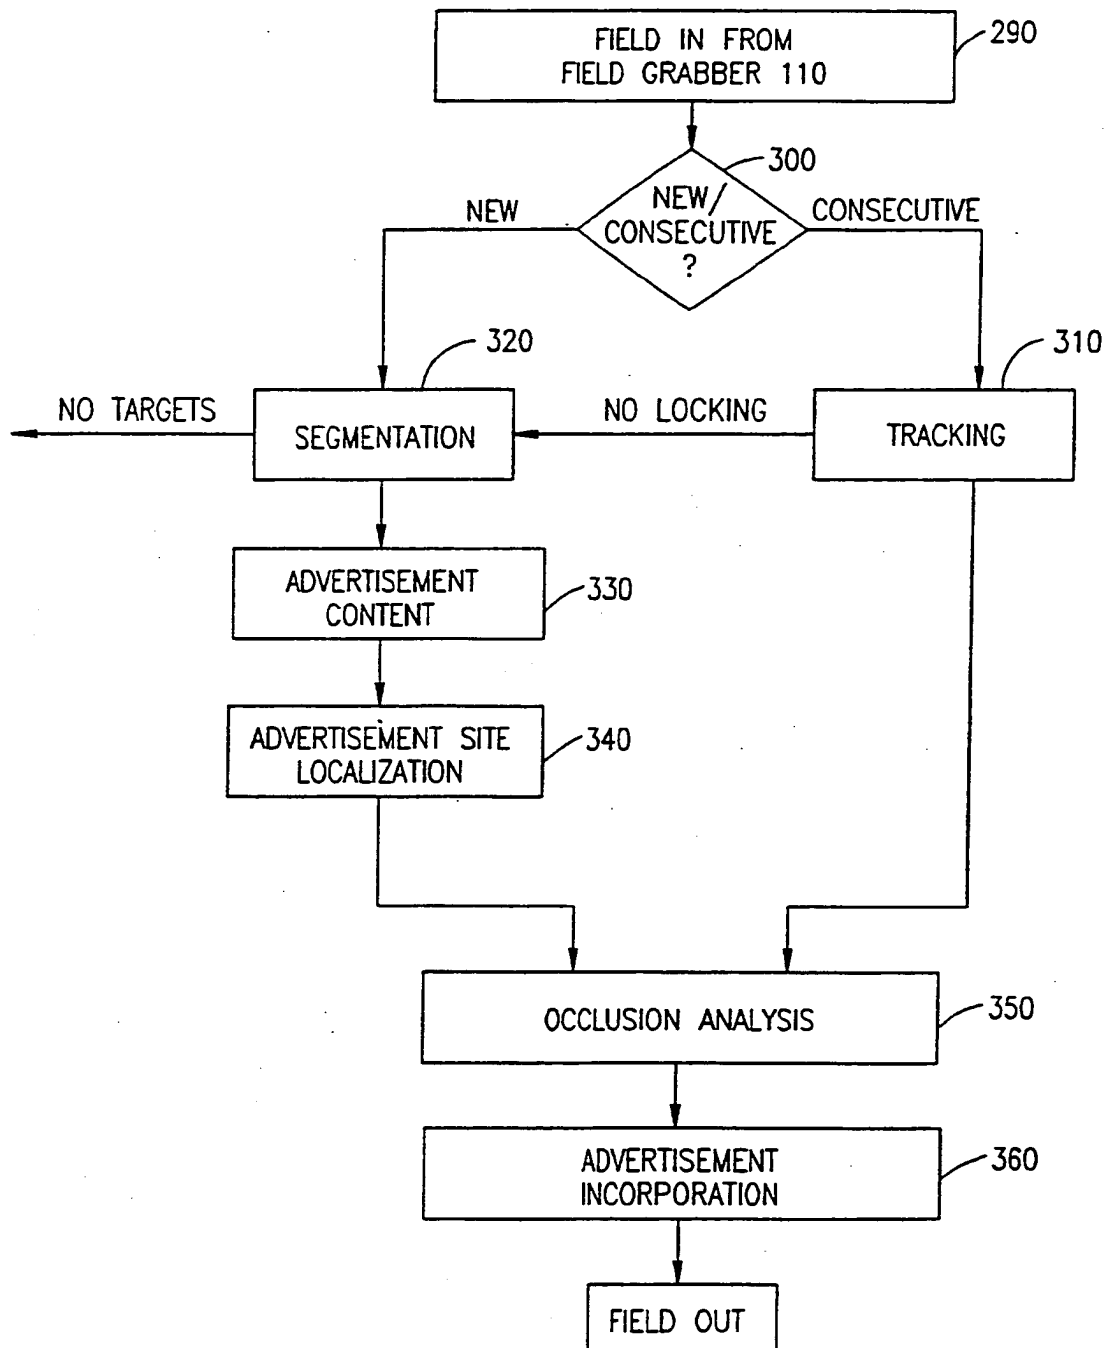 FIELD IN FROM
FIELD GRABBER 110
290
300
NEW/
CONSECUTIVE
?
NEW
CONSECUTIVE
320
310
NO TARGETS
SEGMENTATION
NO LOCKING
TRACKING
ADVERTISEMENT
CONTENT
330
ADVERTISEMENT SITE
LOCALIZATION
340
OCCLUSION ANALYSIS
350
ADVERTISEMENT
INCORPORATION
360
FIELD OUT